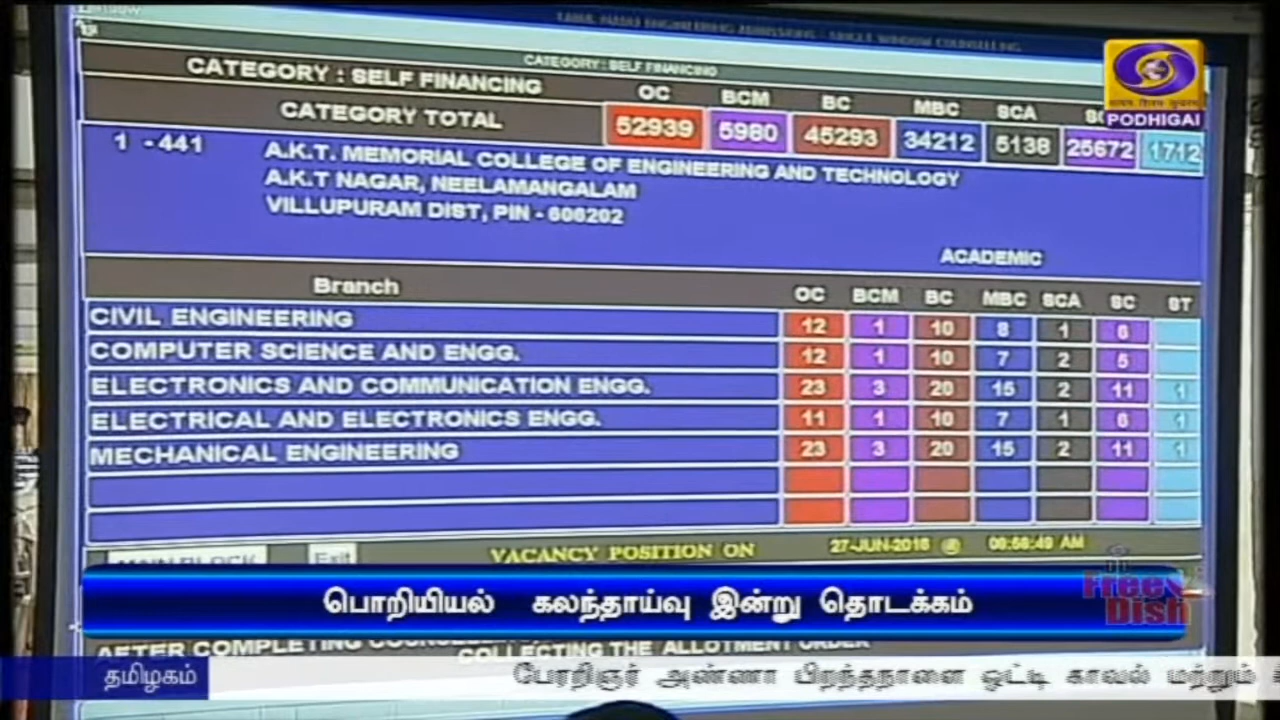 CATEGORY : SELF FINANCING
CATEGORY : SELF FINANCING OC BCM BC MBC SCA
CATEGORY TOTAL 52939 5980 45293 34212 5138 25672 1712
PODHIGAI
1 - 441 A.K.T. MEMORIAL COLLEGE OF ENGINEERING AND TECHNOLOGY
A.K.T NAGAR, NEELAMANGALAM
VILLUPURAM DIST, PIN - 606202
ACADEMIC
Branch OC BCM BC MBC SCA SC ST
CIVIL ENGINEERING 12 1 10 8 1 6
COMPUTER SCIENCE AND ENGG. 12 1 10 7 2 5
ELECTRONICS AND COMMUNICATION ENGG. 23 3 20 15 2 11 1
ELECTRICAL AND ELECTRONICS ENGG. 11 1 10 7 1 6 1
MECHANICAL ENGINEERING 23 3 20 15 2 11 1
MAIN BLOCK Exit VACANCY POSITION ON 27-JUN-2016 @ AM
Free Dish
பொறியியல் கலந்தாய்வு இன்று தொடக்கம்
AFTER COMPLETING COLLECTING THE ALLOTMENT ORDER
தமிழகம் பேரறிஞர் அண்ணா பிறந்தநாளை ஒட்டி காவல் மற்றும்